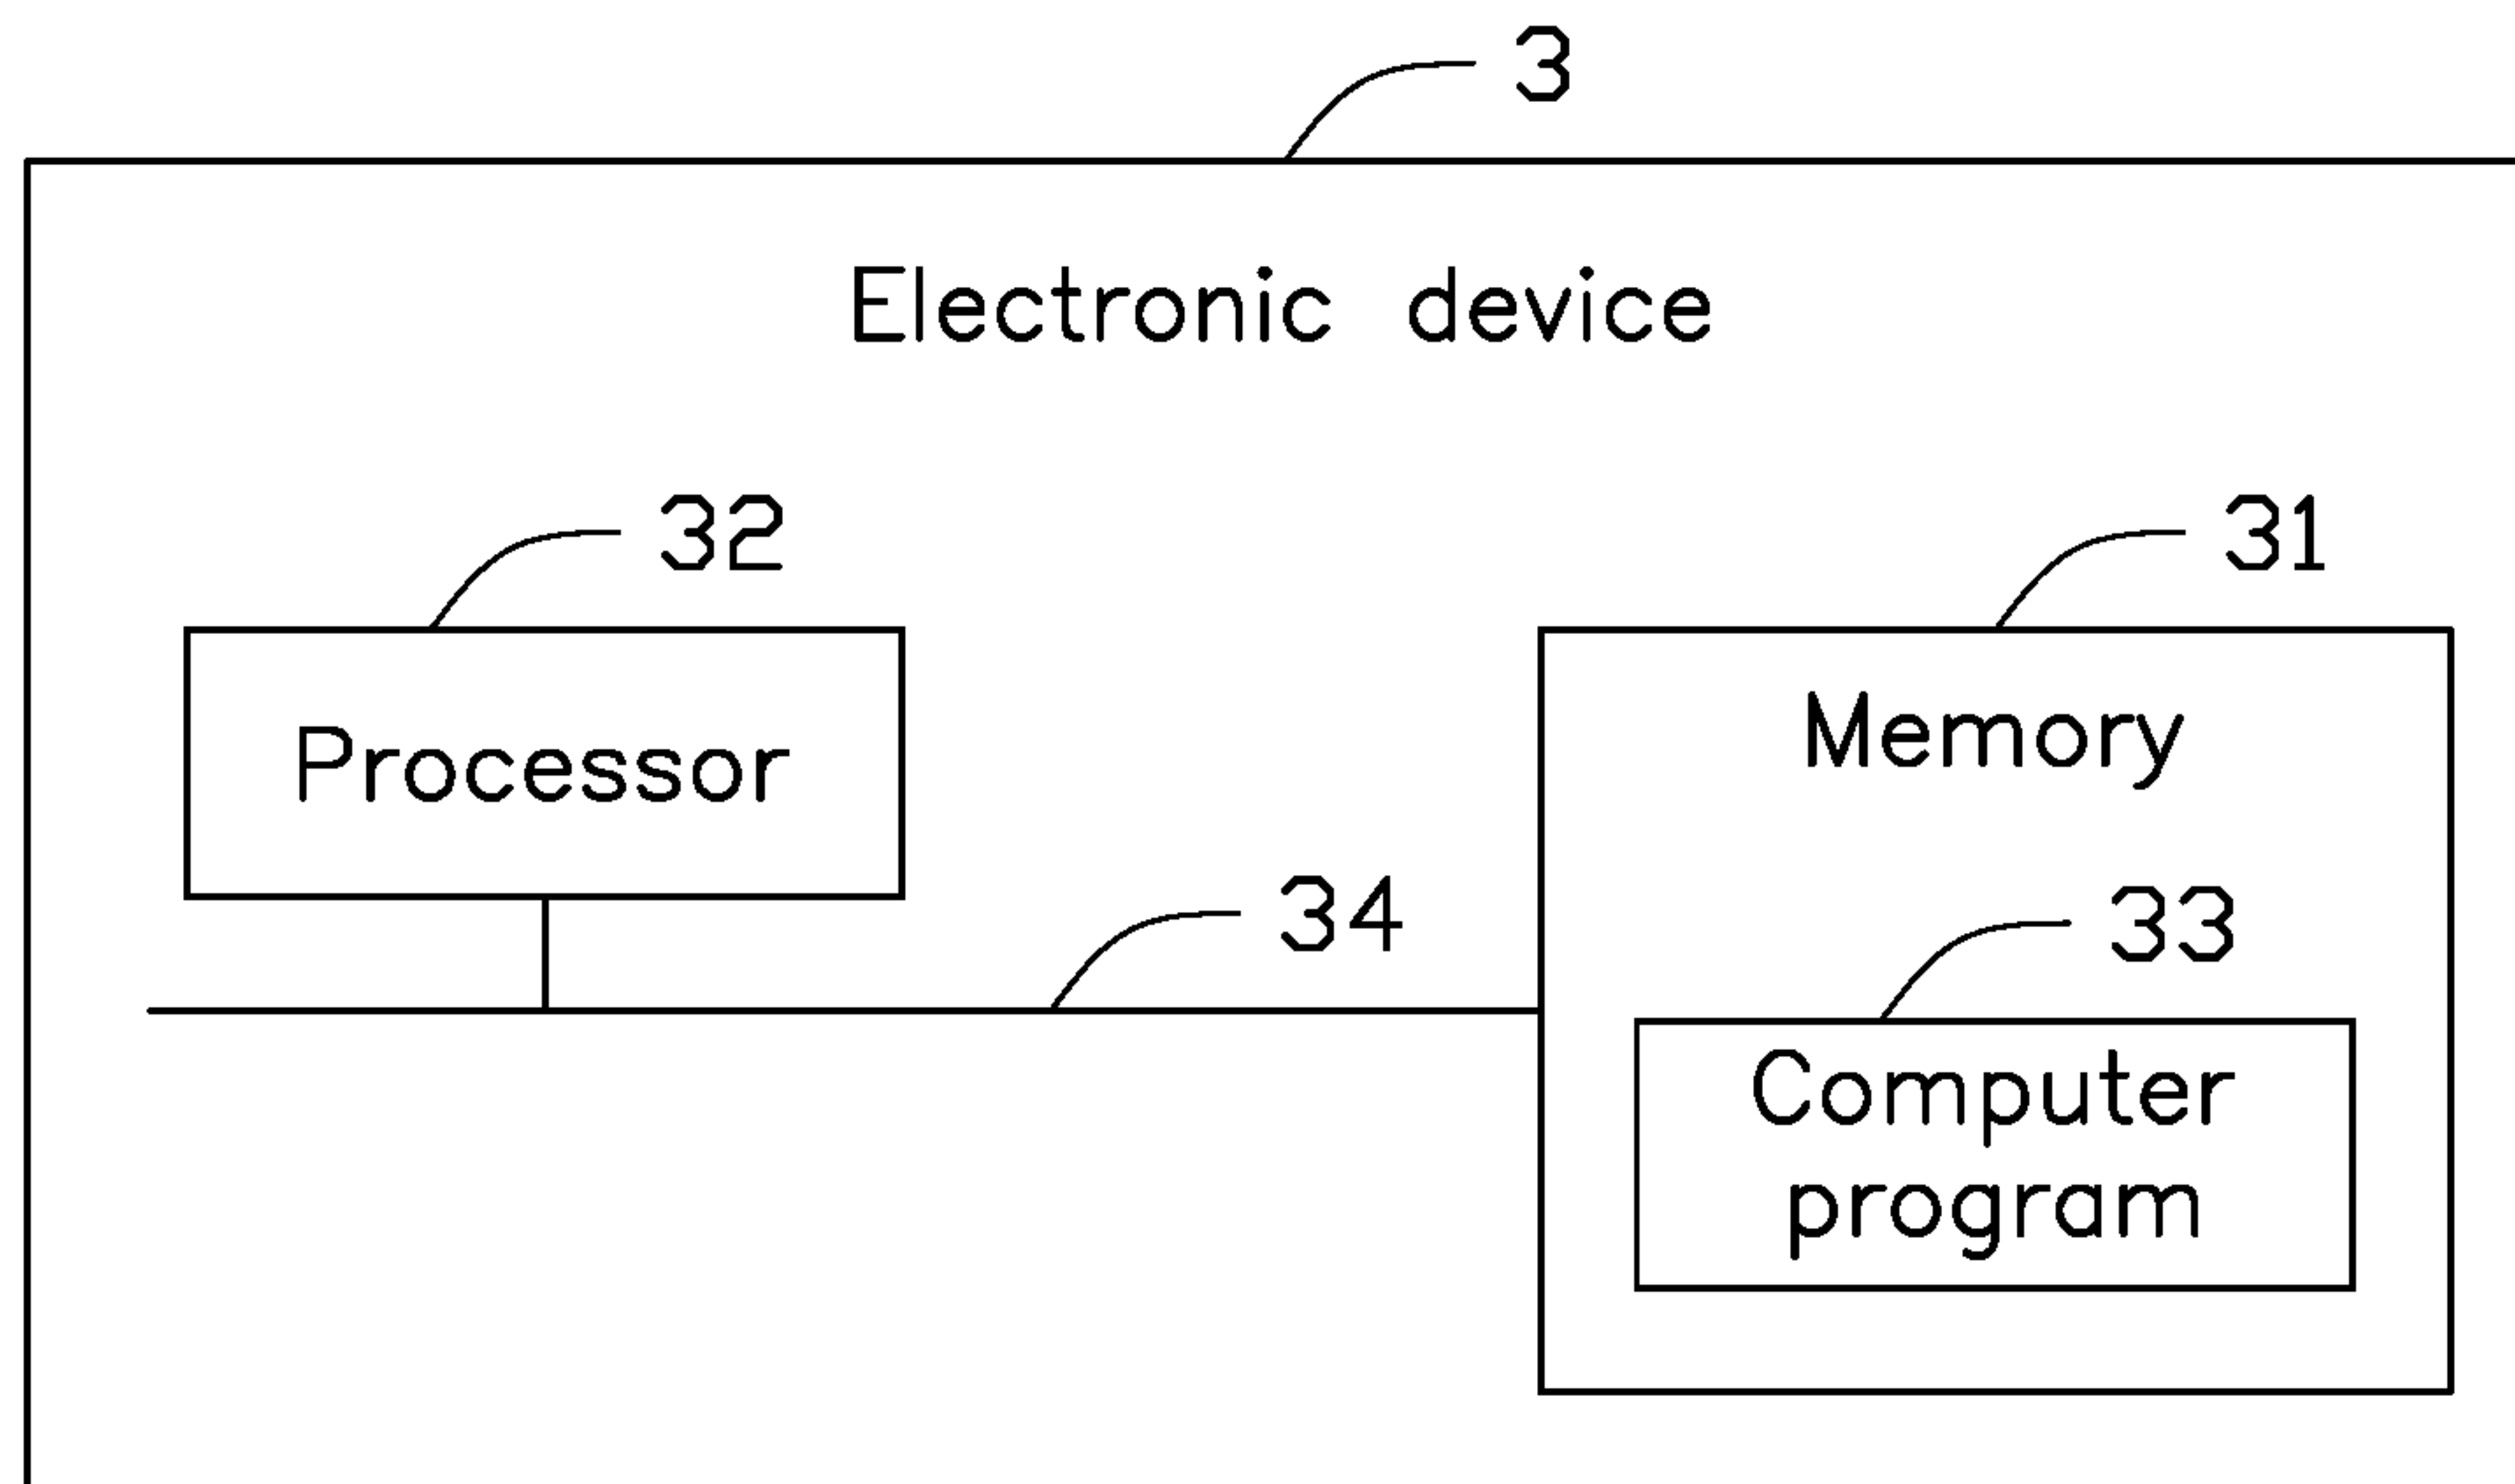 3
Electronic device
32
31
Processor
Memory
34
33
Computer
program